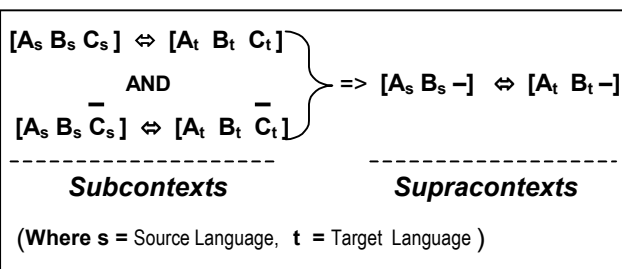 [As Bs Cs] ⇔ [At Bt Ct]
AND => [As Bs –] ⇔ [At Bt –]
[As Bs C̅s] ⇔ [At Bt C̅t]
Subcontexts Supracontexts
(Where s = Source Language, t = Target Language)